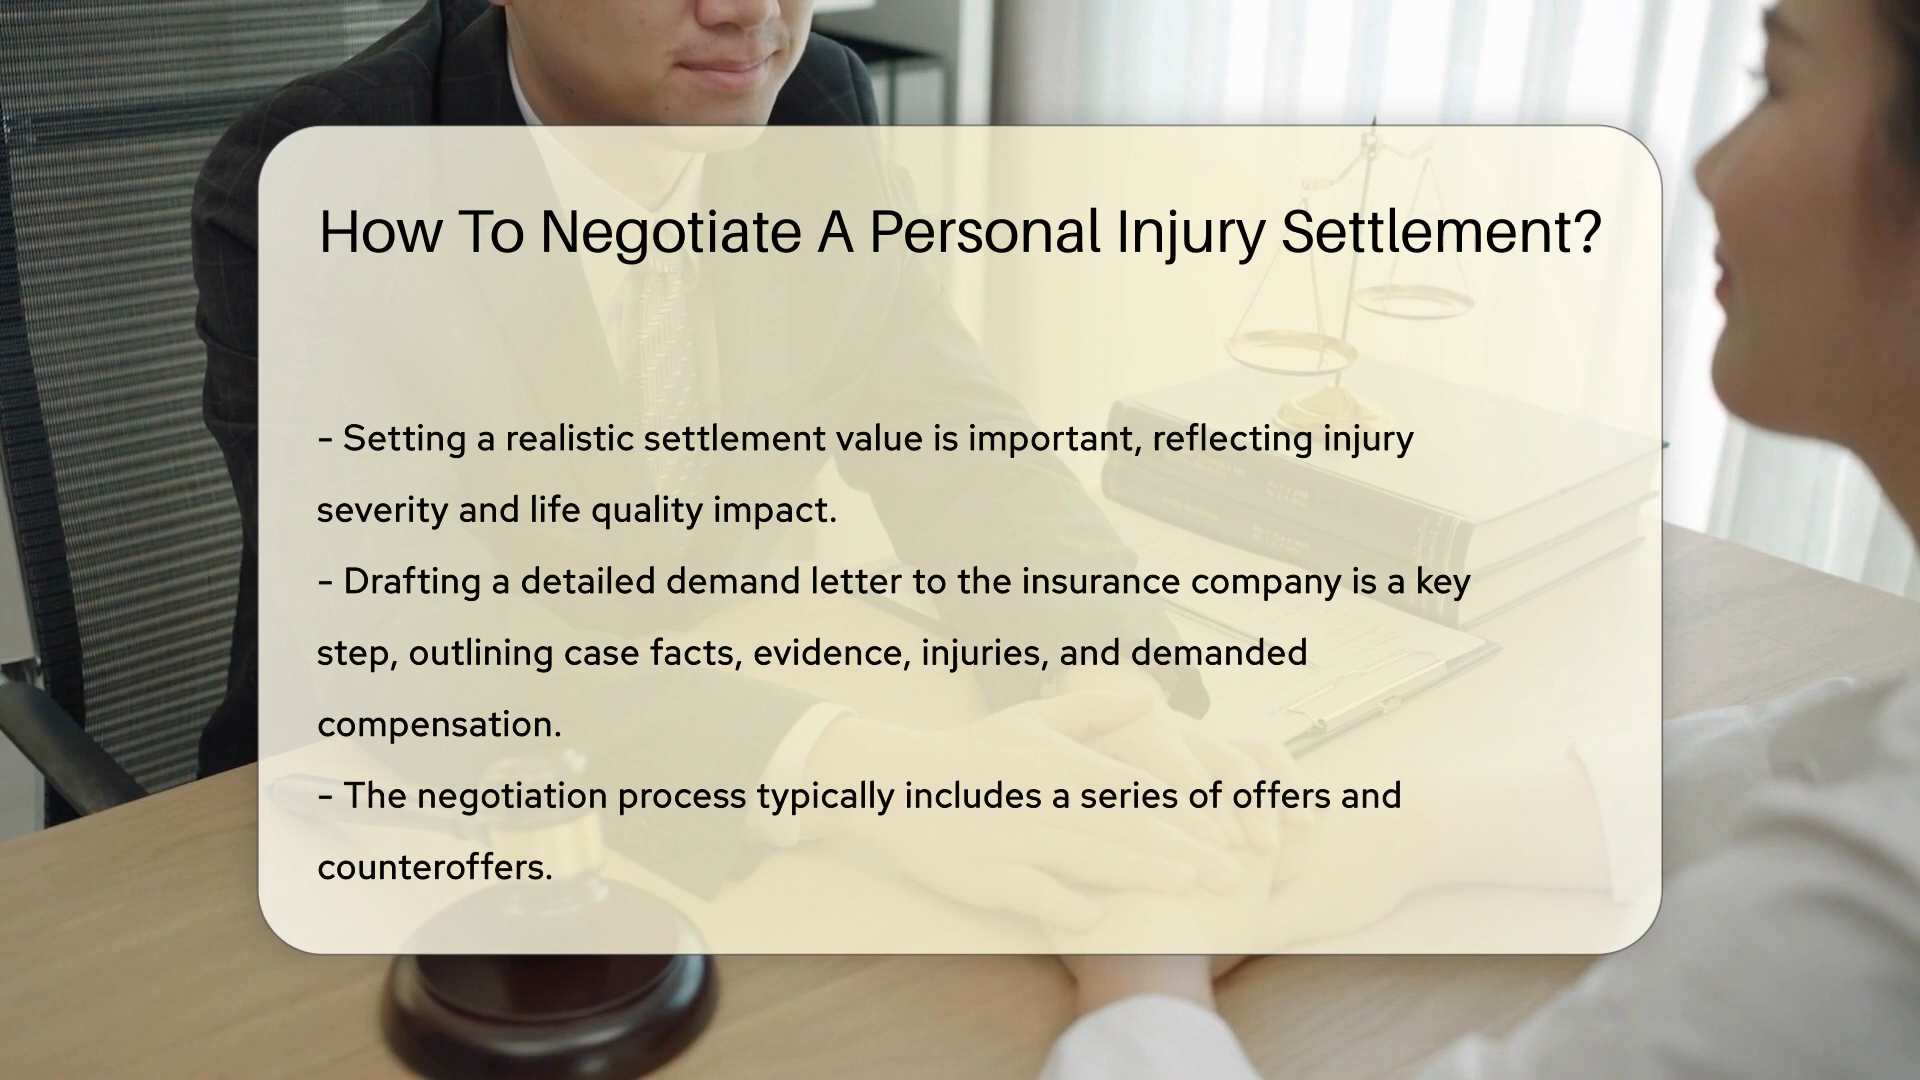 How To Negotiate A Personal Injury Settlement?
- Setting a realistic settlement value is important, reflecting injury
severity and life quality impact.
- Drafting a detailed demand letter to the insurance company is a key
step, outlining case facts, evidence, injuries, and demanded
compensation.
- The negotiation process typically includes a series of offers and
counteroffers.